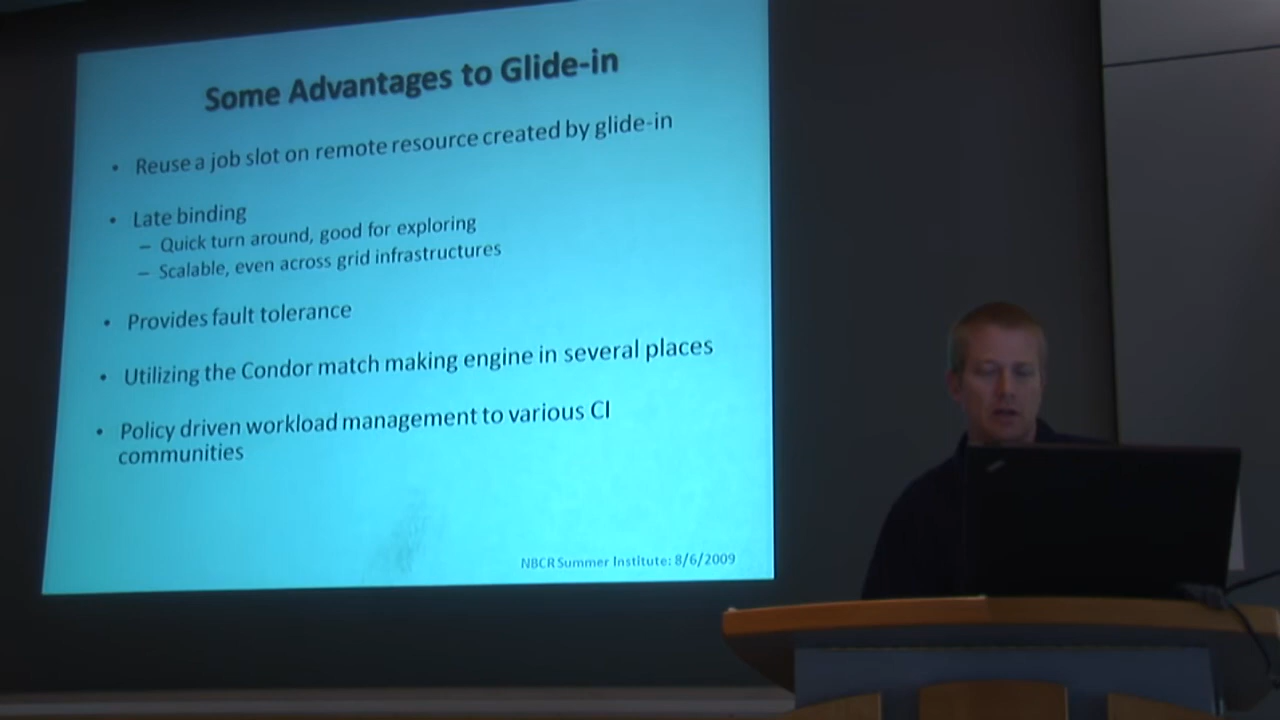 Some Advantages to Glide-in
• Reuse a job slot on remote resource created by glide-in
• Late binding
– Quick turn around, good for exploring
– Scalable, even across grid infrastructures
• Provides fault tolerance
• Utilizing the Condor match making engine in several places
• Policy driven workload management to various CI
communities
NBCR Summer Institute: 8/6/2009